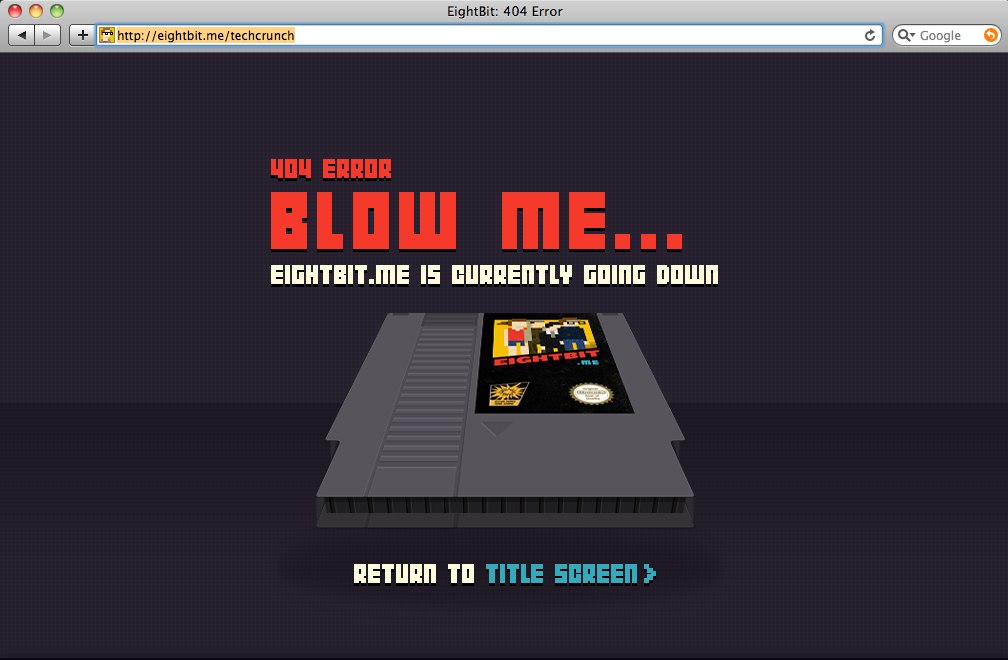 EightBit: 404 Error
http://eightbit.me/techcrunch
Google
404 ERROR
BLOW ME...
EIGHTBIT.ME IS CURRENTLY GOING DOWN
EIGHTBIT
.ME
RETURN TO TITLE SCREEN >